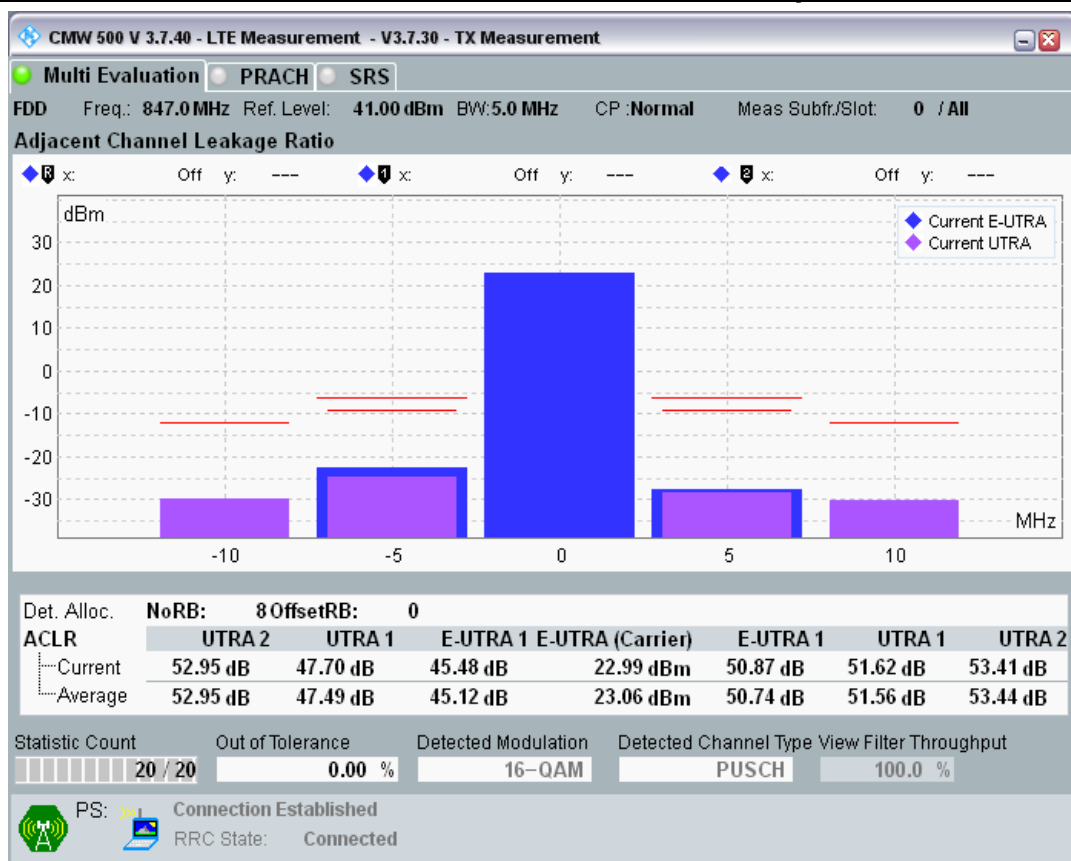 CMW 500 V 3.7.40 - LTE Measurement - V3.7.30 - TX Measurement
Multi Evaluation PRACH SRS
FDD Freq.: 847.0 MHz Ref. Level: 41.00 dBm BW:5.0 MHz CP :Normal Meas Subfr./Slot: 0 / All
Adjacent Channel Leakage Ratio
R x: Off y: --- 1 x: Off y: --- 2 x: Off y: ---
dBm
Current E-UTRA
Current UTRA
30
20
10
0
-10
-20
-30
MHz
-10 -5 0 5 10
Det. Alloc. NoRB: 8 OffsetRB: 0
ACLR UTRA 2 UTRA 1 E-UTRA 1 E-UTRA (Carrier) E-UTRA 1 UTRA 1 UTRA 2
Current 52.95 dB 47.70 dB 45.48 dB 22.99 dBm 50.87 dB 51.62 dB 53.41 dB
Average 52.95 dB 47.49 dB 45.12 dB 23.06 dBm 50.74 dB 51.56 dB 53.44 dB
Statistic Count Out of Tolerance Detected Modulation Detected Channel Type View Filter Throughput
20 / 20 0.00 % 16-QAM PUSCH 100.0 %
PS: Connection Established
RRC State: Connected